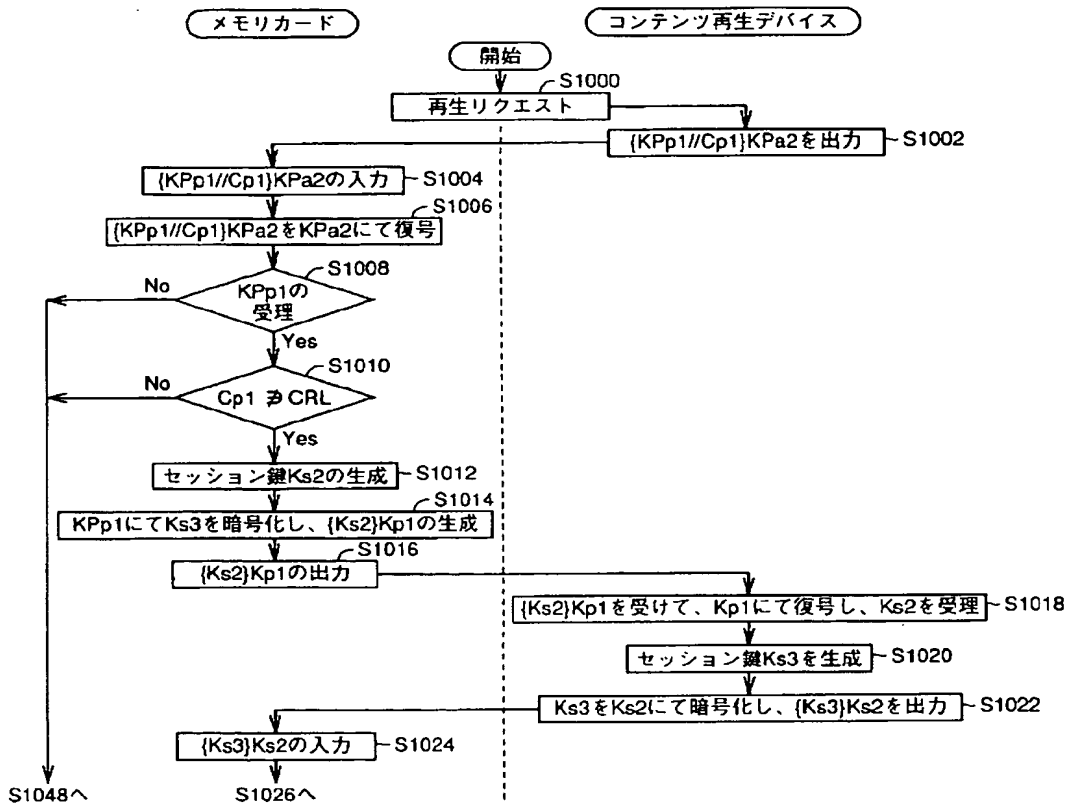 メモリカード
コンテンツ再生デバイス
開始
S1000
再生リクエスト
{KPp1//Cp1}KPa2を出力
S1002
{KPp1//Cp1}KPa2の入力
S1004
S1006
{KPp1//Cp1}KPa2をKPa2にて復号
S1008
No
KPp1の
受理
Yes
S1010
No
Cp1 ∌ CRL
Yes
セッション鍵Ks2の生成
S1012
S1014
KPp1にてKs3を暗号化し、{Ks2}Kp1の生成
S1016
{Ks2}Kp1の出力
{Ks2}Kp1を受けて、Kp1にて復号し、Ks2を受理
S1018
セッション鍵Ks3を生成
S1020
Ks3をKs2にて暗号化し、{Ks3}Ks2を出力
S1022
{Ks3}Ks2の入力
S1024
S1048へ
S1026へ